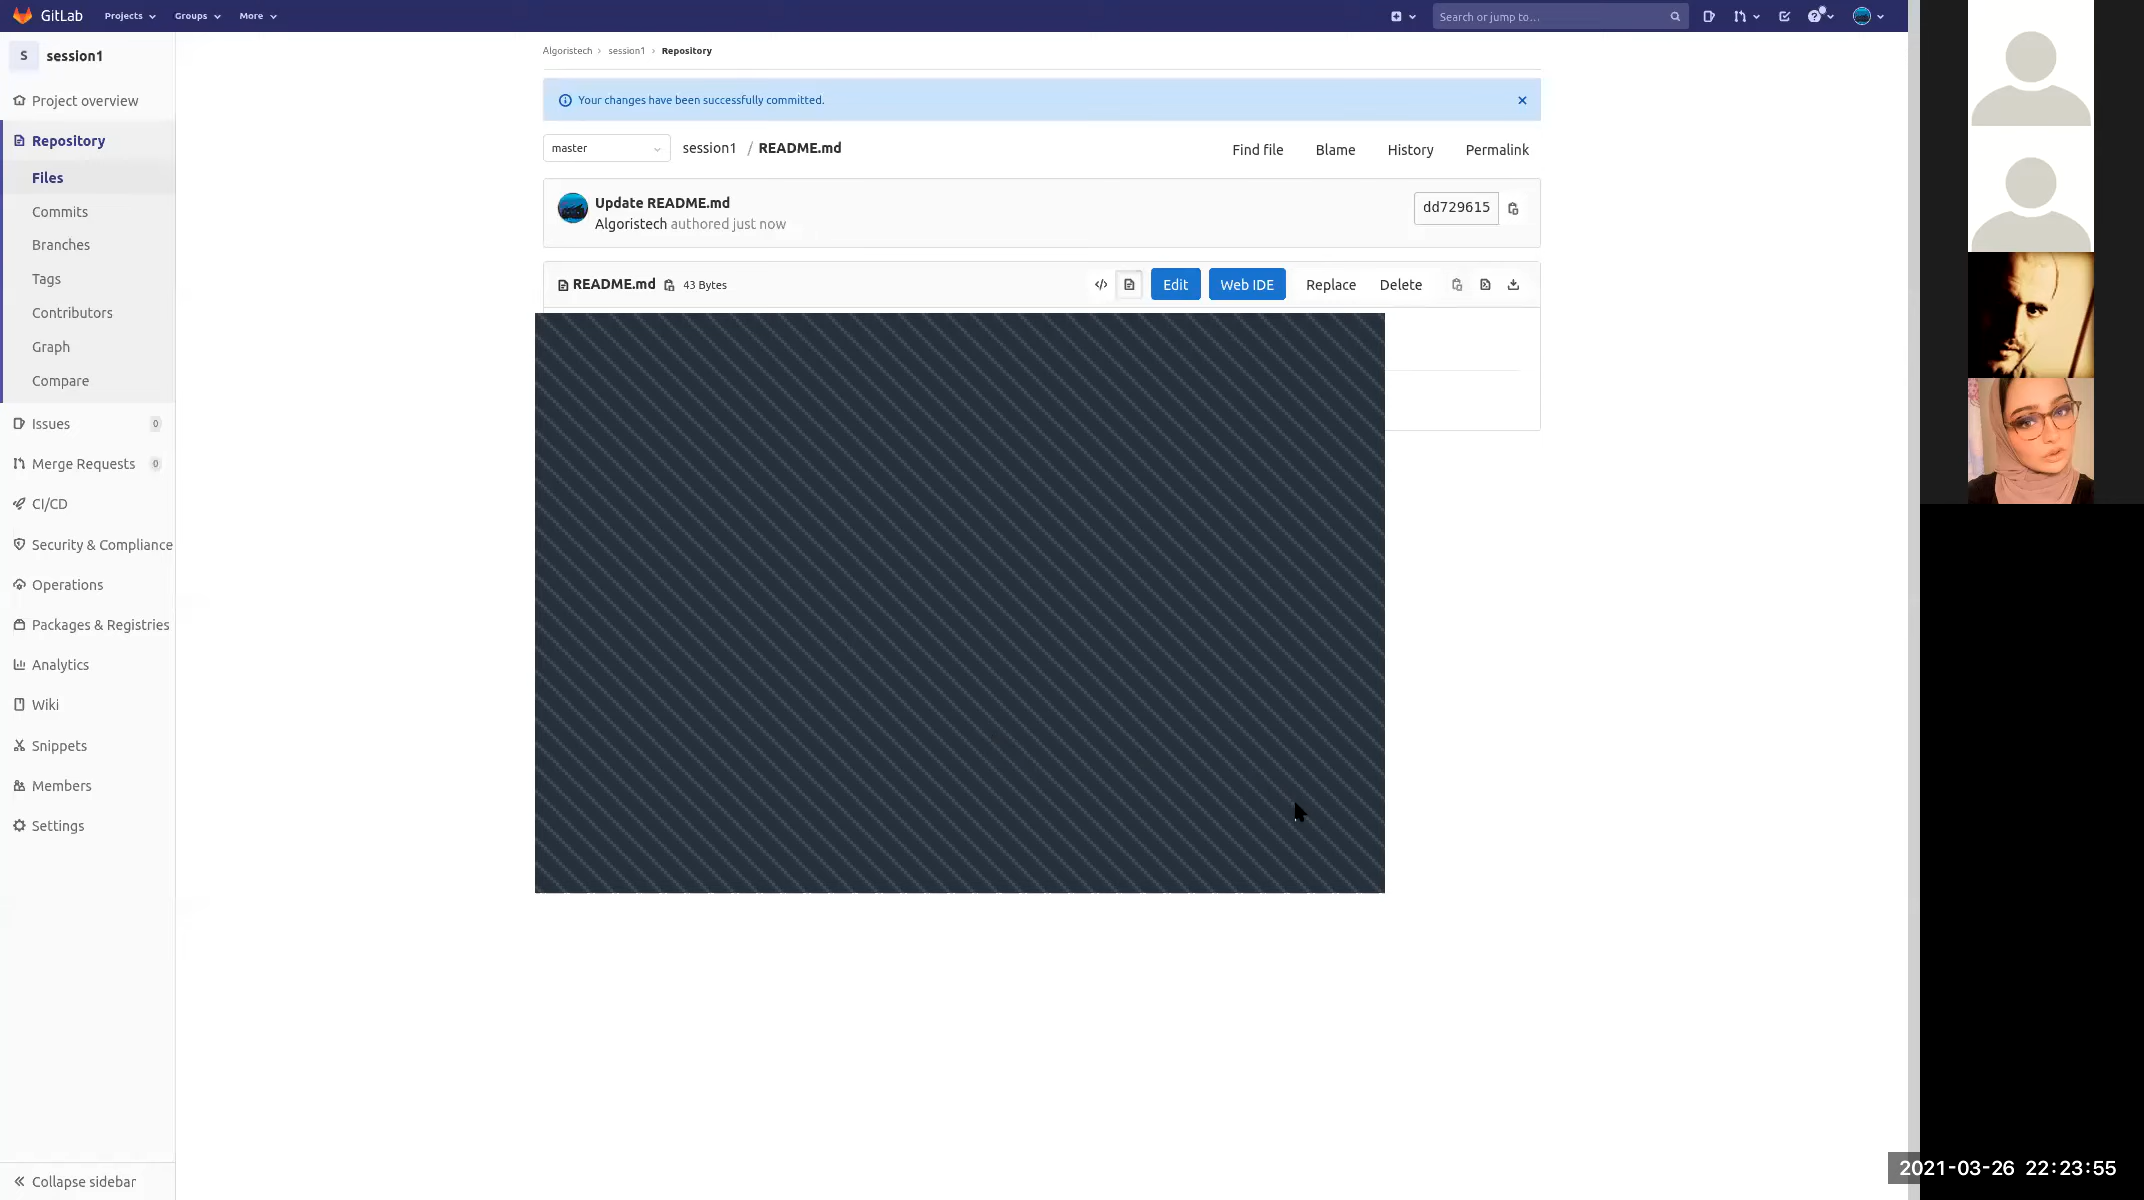 GitLab Projects Groups More Search or jump to...
S session1
Algoristech session1 Repository
Project overview
Your changes have been successfully committed.
Repository
master session1 / README.md Find file Blame History Permalink
Files
Update README.md
Commits
Algoristech authored just now dd729615
Branches
Tags
README.md 43 Bytes </> Edit Web IDE Replace Delete
Contributors
Graph
Compare
Issues 0
Merge Requests 0
CI/CD
Security & Compliance
Operations
Packages & Registries
Analytics
Wiki
Snippets
Members
Settings
Collapse sidebar
2021-03-26 22:23:55